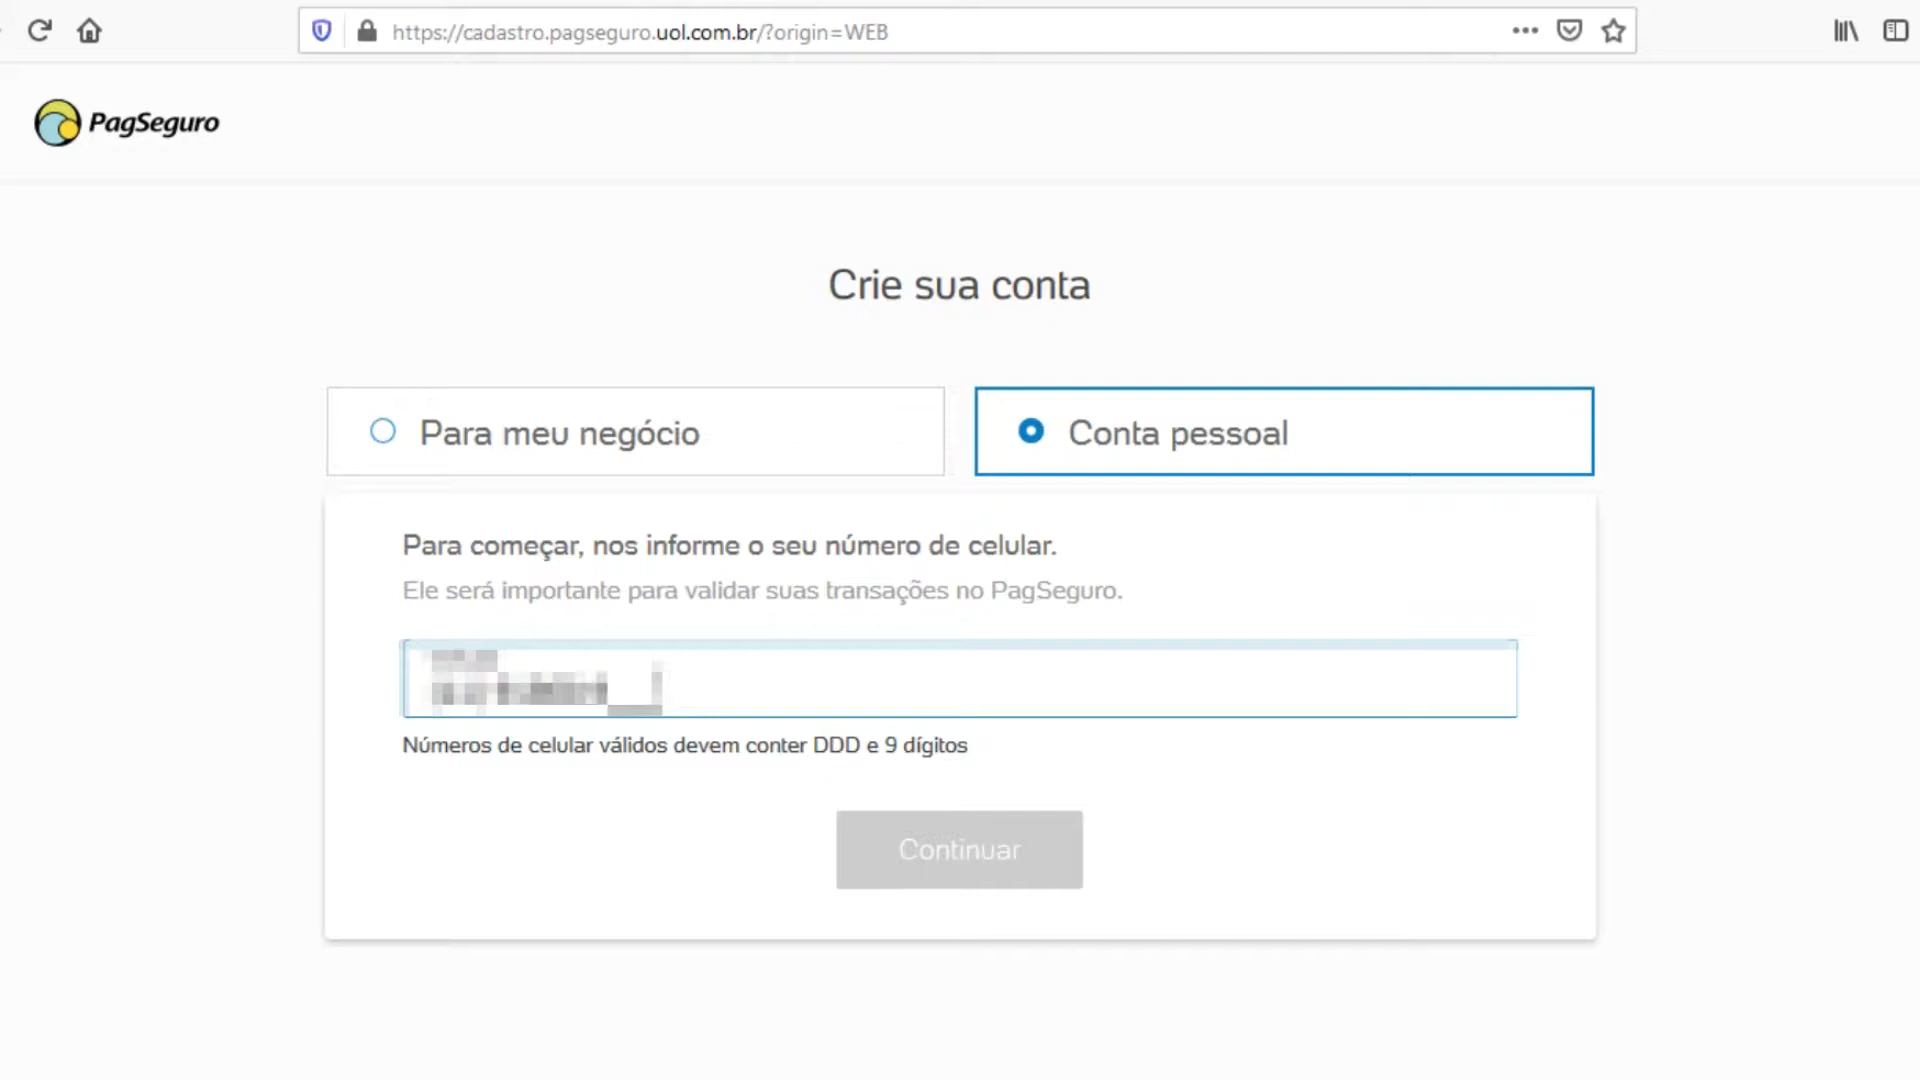 https://cadastro.pagseguro.uol.com.br/?origin=WEB
PagSeguro
Crie sua conta
Para meu negócio
Conta pessoal
Para começar, nos informe o seu número de celular.
Ele será importante para validar suas transações no PagSeguro.
Números de celular válidos devem conter DDD e 9 dígitos
Continuar